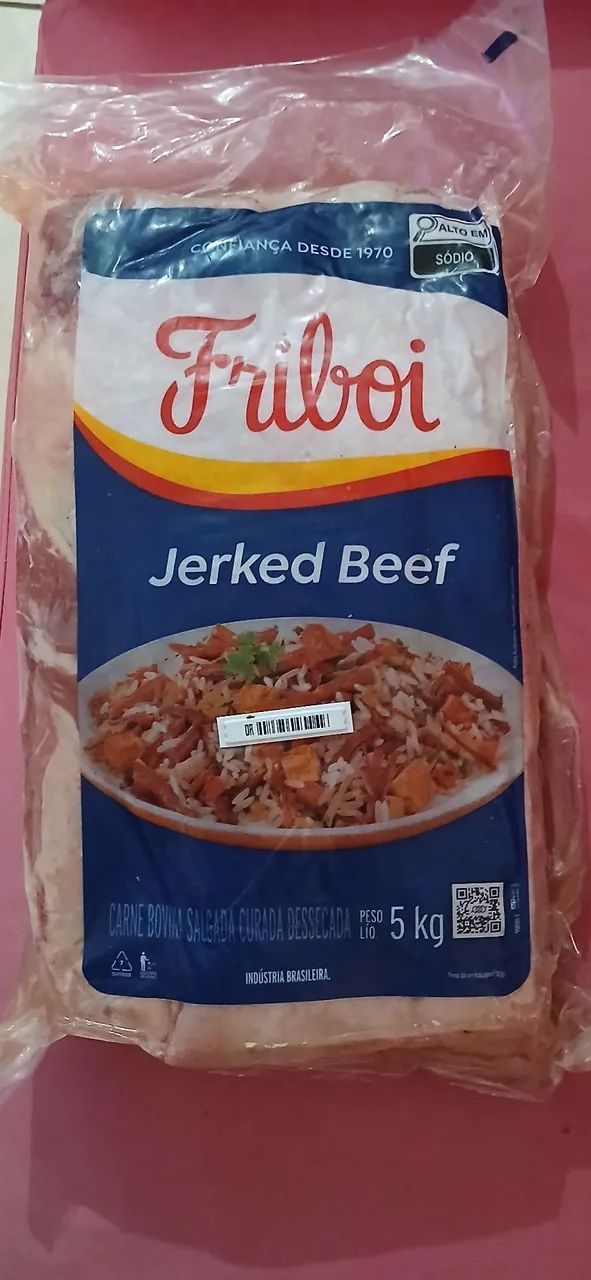 CONFIANÇA DESDE 1970
ALTO EM
SÓDIO
Friboi
Jerked Beef
CARNE BOVINA SALGADA CURADA DESSECADA
PESO
LÍQ.
5 kg
INDÚSTRIA BRASILEIRA.